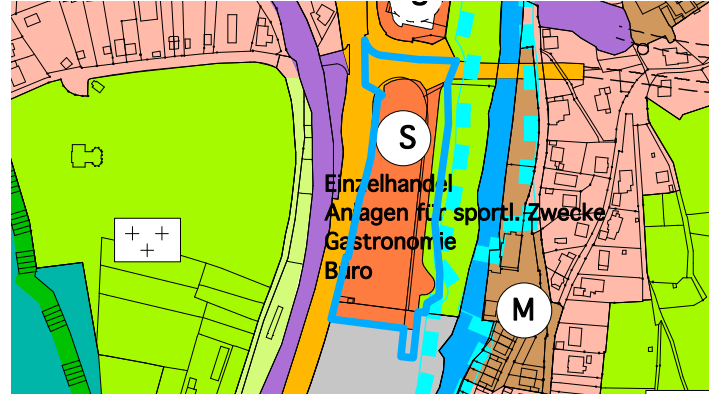 S
Einzelhandel
Anlagen für sportl. Zwecke
Gastronomie
Büro
M